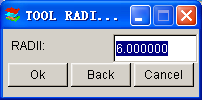 TOOL RADI...
RADII: 6.000000
Ok Back Cancel